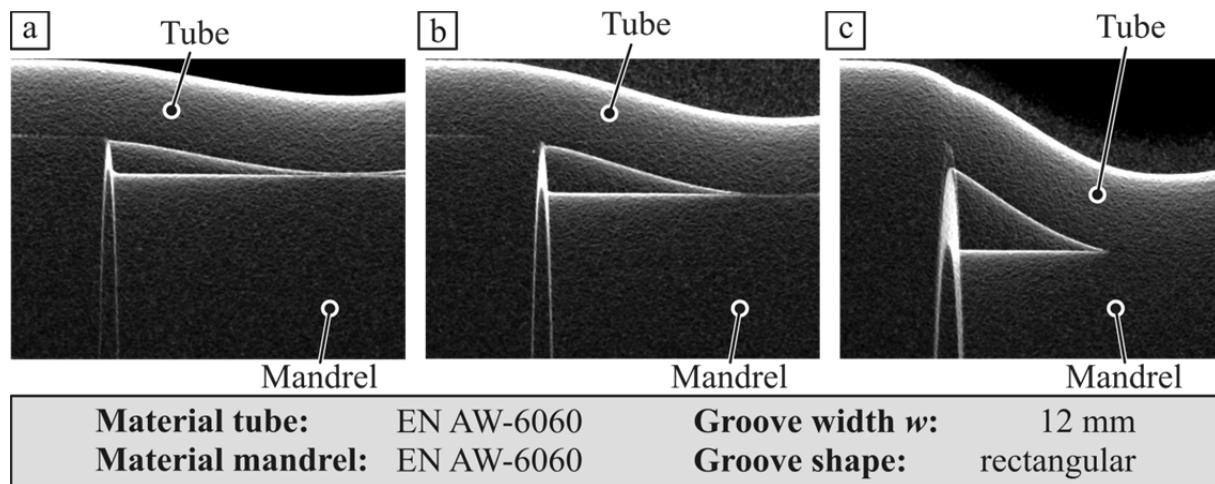 a
Tube
b
Tube
c
Tube
Mandrel
Mandrel
Mandrel
Material tube: EN AW-6060 Groove width w: 12 mm
Material mandrel: EN AW-6060 Groove shape: rectangular